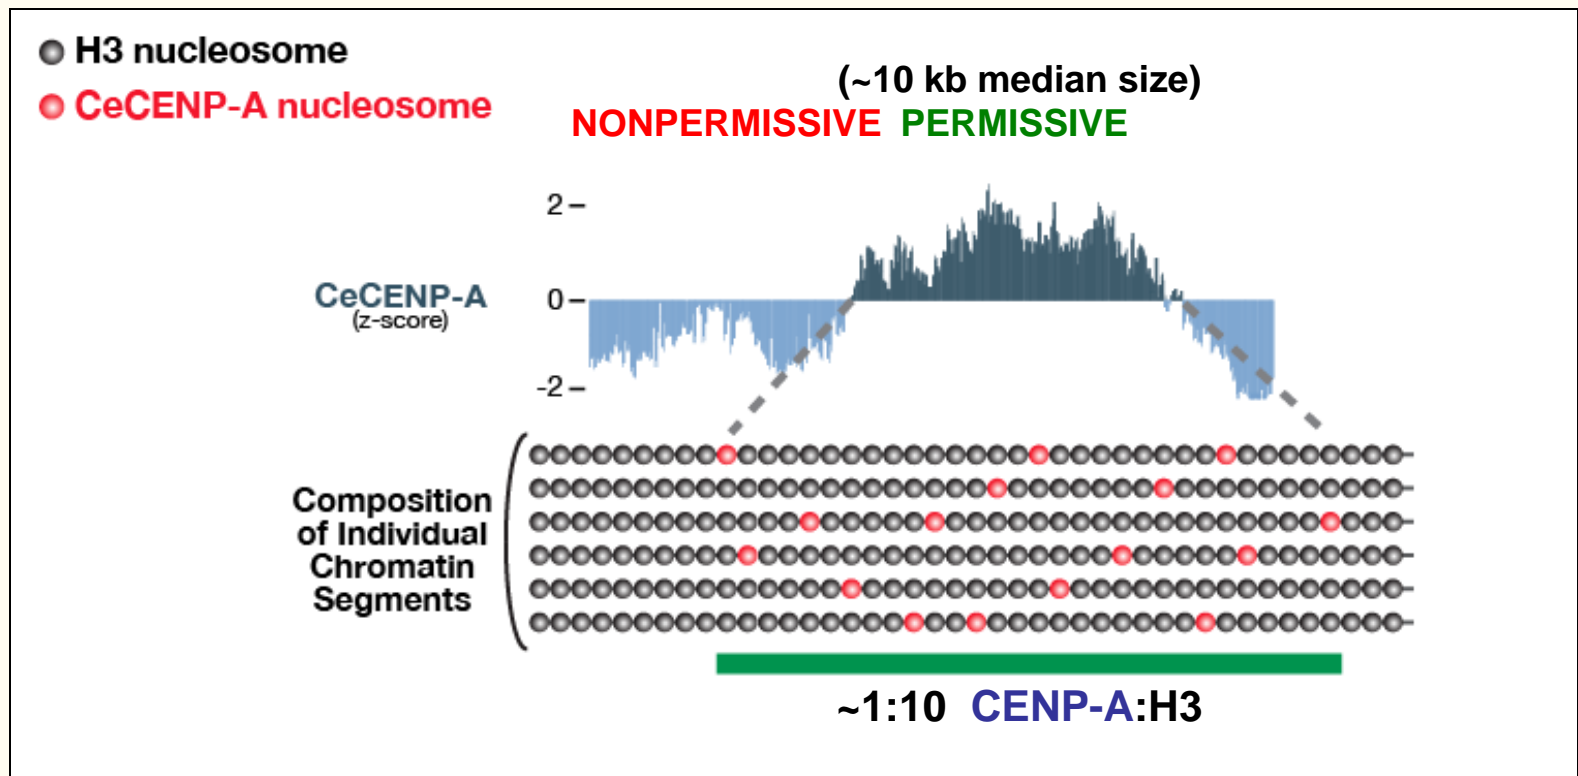 H3 nucleosome
CeCENP-A nucleosome
(~10 kb median size)
NONPERMISSIVE PERMISSIVE
2
CeCENP-A
(z-score)
0
-2
Composition
of Individual
Chromatin
Segments
~1:10 CENP-A:H3